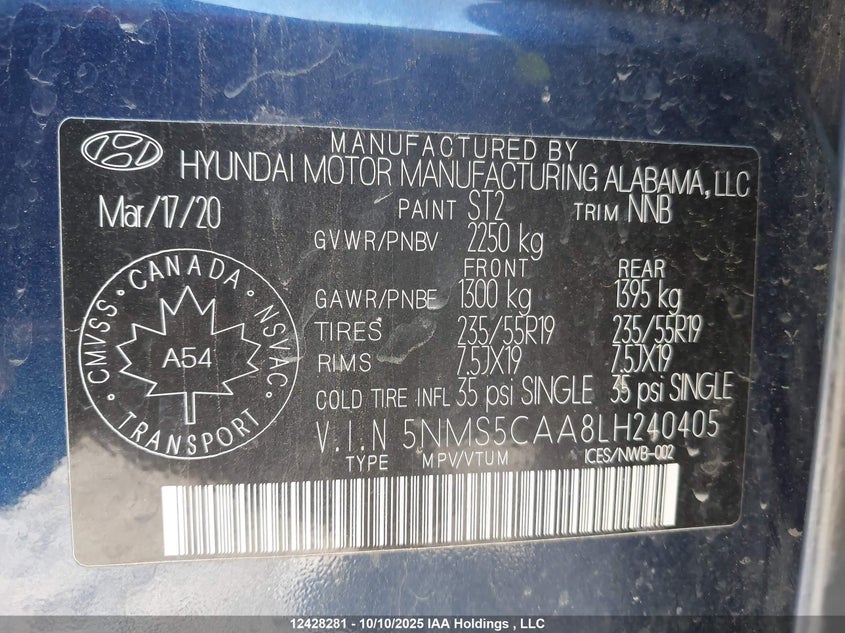 MANUFACTURED BY
HYUNDAI MOTOR MANUFACTURING ALABAMA, LLC
Mar/17/20 PAINT ST2 TRIM NNB
GVWR/PNBV 2250 kg
FRONT REAR
GAWR/PNBE 1300 kg 1395 kg
TIRES 235/55R19 235/55R19
RIMS 7.5JX19 7.5JX19
COLD TIRE INFL 35 psi SINGLE 35 psi SINGLE
V.I.N 5NMS5CAA8LH240405
TYPE MPV/VTUM ICES/NWB-002
CMVSS · CANADA · NSVAC
A54
TRANSPORT
12428281 - 10/10/2025 IAA Holdings , LLC